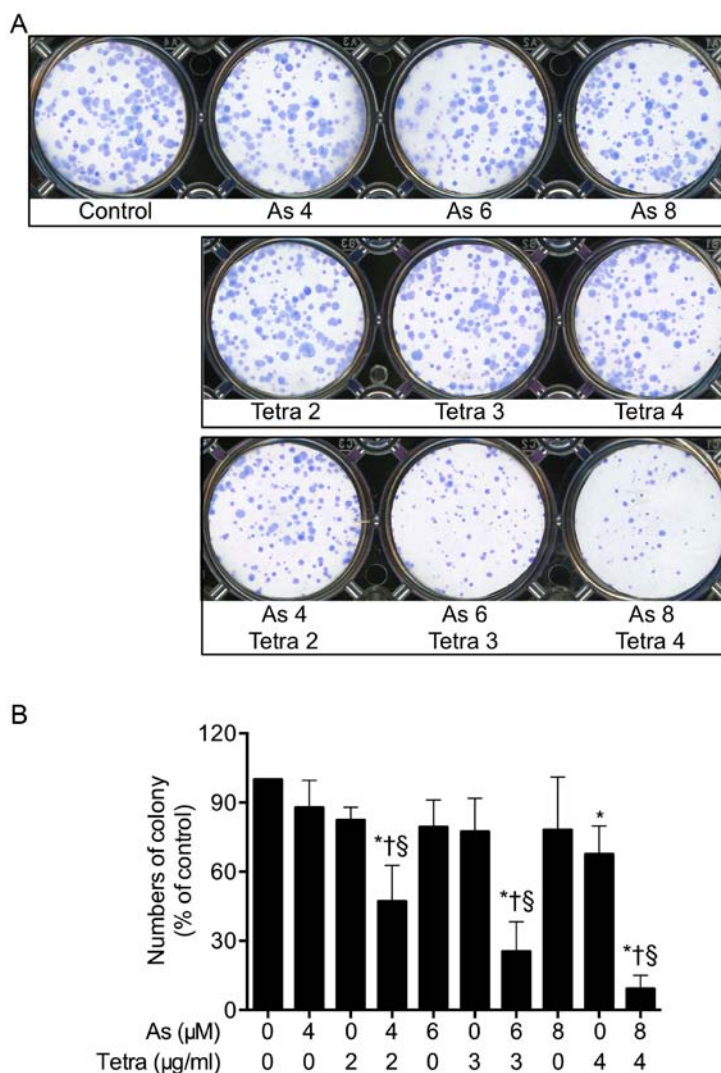 A
Control As 4 As 6 As 8
Tetra 2 Tetra 3 Tetra 4
As 4 As 6 As 8
Tetra 2 Tetra 3 Tetra 4
B
Numbers of colony
(% of control)
120
90
60
30
0
*†§
*†§
*
*†§
As (µM) 0 4 0 4 6 0 6 8 0 8
Tetra (µg/ml) 0 0 2 2 0 3 3 0 4 4